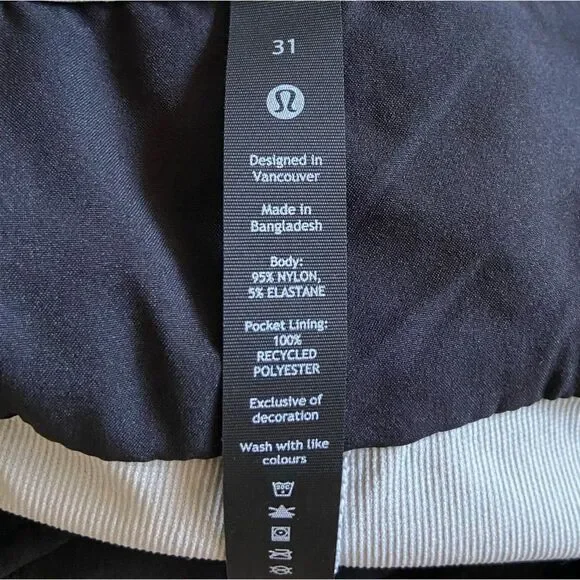 31
Designed in
Vancouver
Made in
Bangladesh
Body:
95% NYLON,
5% ELASTANE
Pocket Lining:
100%
RECYCLED
POLYESTER
Exclusive of
decoration
Wash with like
colours
30C